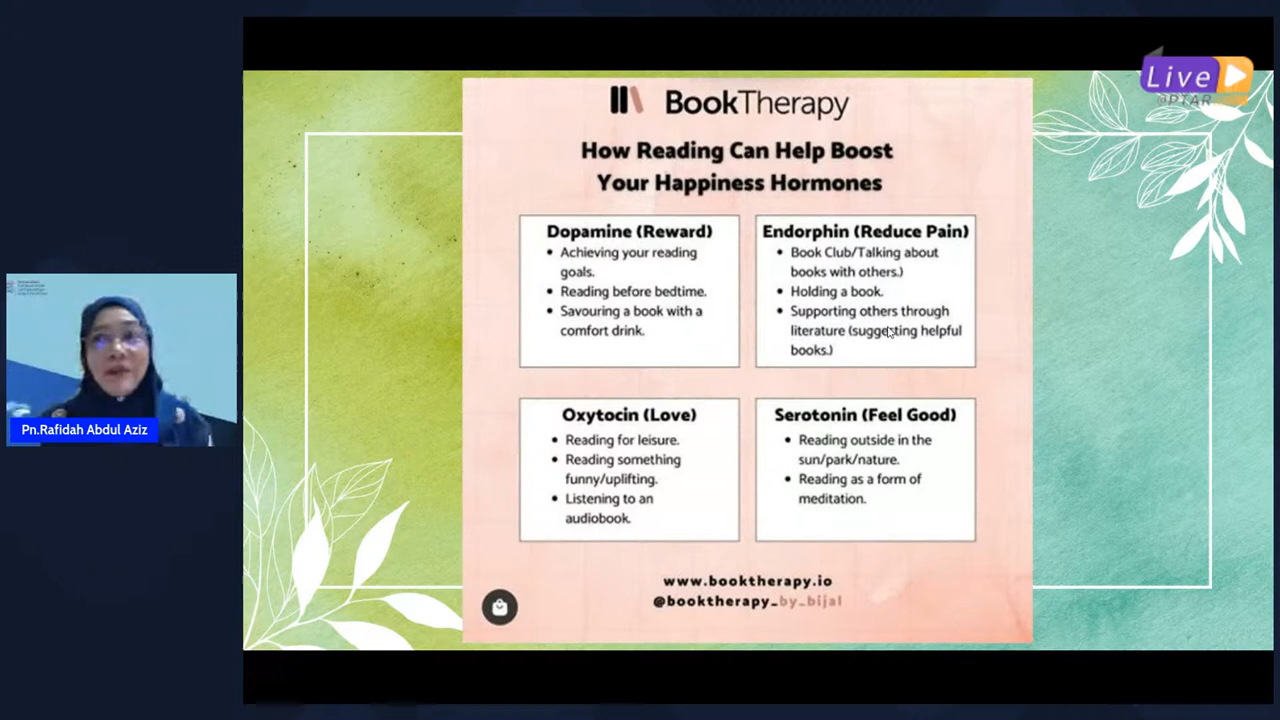 Live
@PTAR
BookTherapy
How Reading Can Help Boost
Your Happiness Hormones
Dopamine (Reward)
• Achieving your reading
goals.
• Reading before bedtime.
• Savouring a book with a
comfort drink.
Endorphin (Reduce Pain)
• Book Club/Talking about
books with others.)
• Holding a book.
• Supporting others through
literature (suggesting helpful
books.)
Oxytocin (Love)
• Reading for leisure.
• Reading something
funny/uplifting.
• Listening to an
audiobook.
Serotonin (Feel Good)
• Reading outside in the
sun/park/nature.
• Reading as a form of
meditation.
www.booktherapy.io
@booktherapy_by_bijal
Pn.Rafidah Abdul Aziz